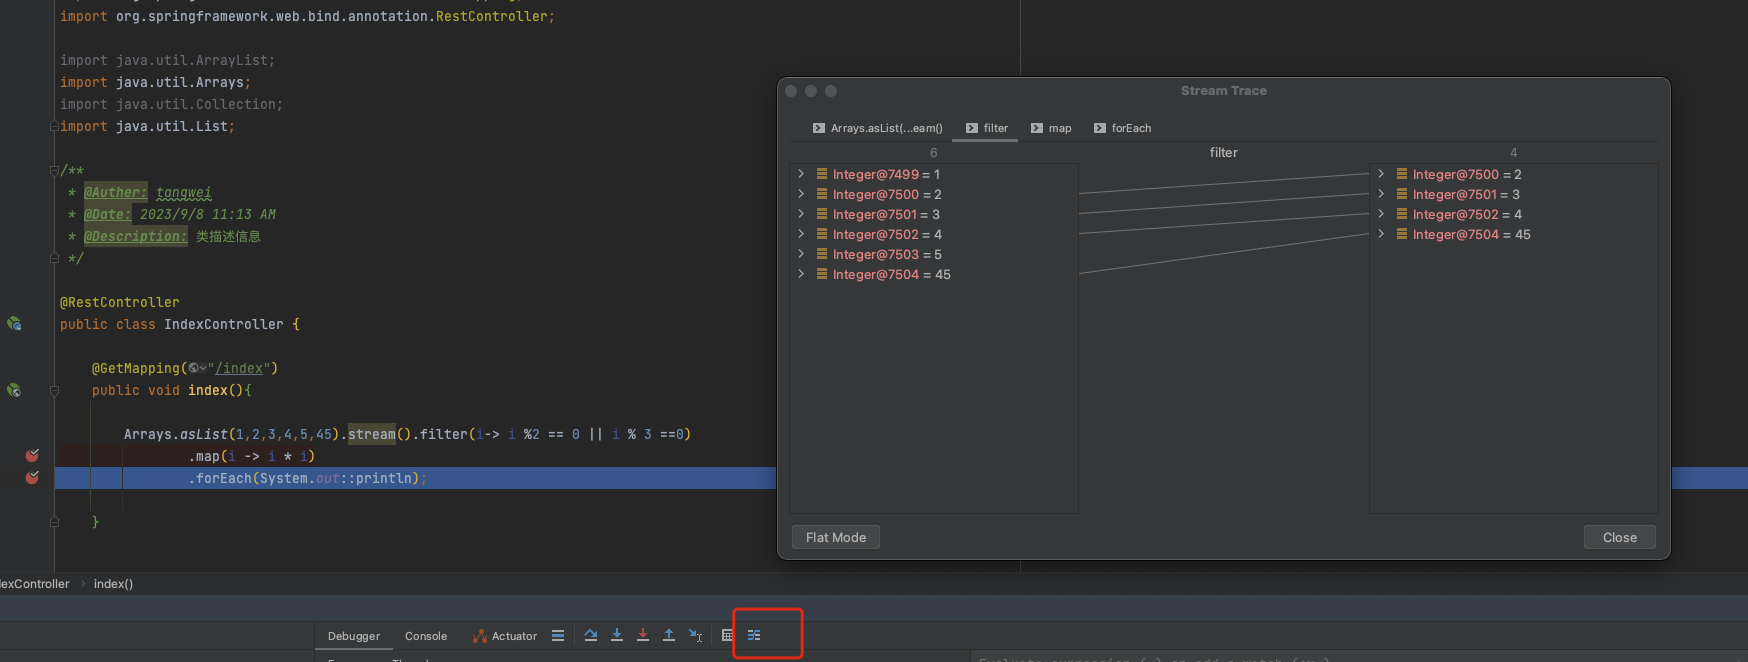 import org.springframework.web.bind.annotation.RestController;
import java.util.ArrayList;
import java.util.Arrays;
import java.util.Collection;
import java.util.List;
/**
* @Auther: tangwei
* @Date: 2023/9/8 11:13 AM
* @Description: 类描述信息
*/
@RestController
public class IndexController {
@GetMapping("/index")
public void index(){
Arrays.asList(1,2,3,4,5,45).stream().filter(i-> i %2 == 0 || i % 3 ==0)
.map(i -> i * i)
.forEach(System.out::println);
}
Stream Trace
Arrays.asList(...eam() filter map forEach
6 filter 4
Integer@7499 = 1
Integer@7500 = 2
Integer@7501 = 3
Integer@7502 = 4
Integer@7503 = 5
Integer@7504 = 45
Integer@7500 = 2
Integer@7501 = 3
Integer@7502 = 4
Integer@7504 = 45
Flat Mode Close
exController index()
Debugger Console Actuator